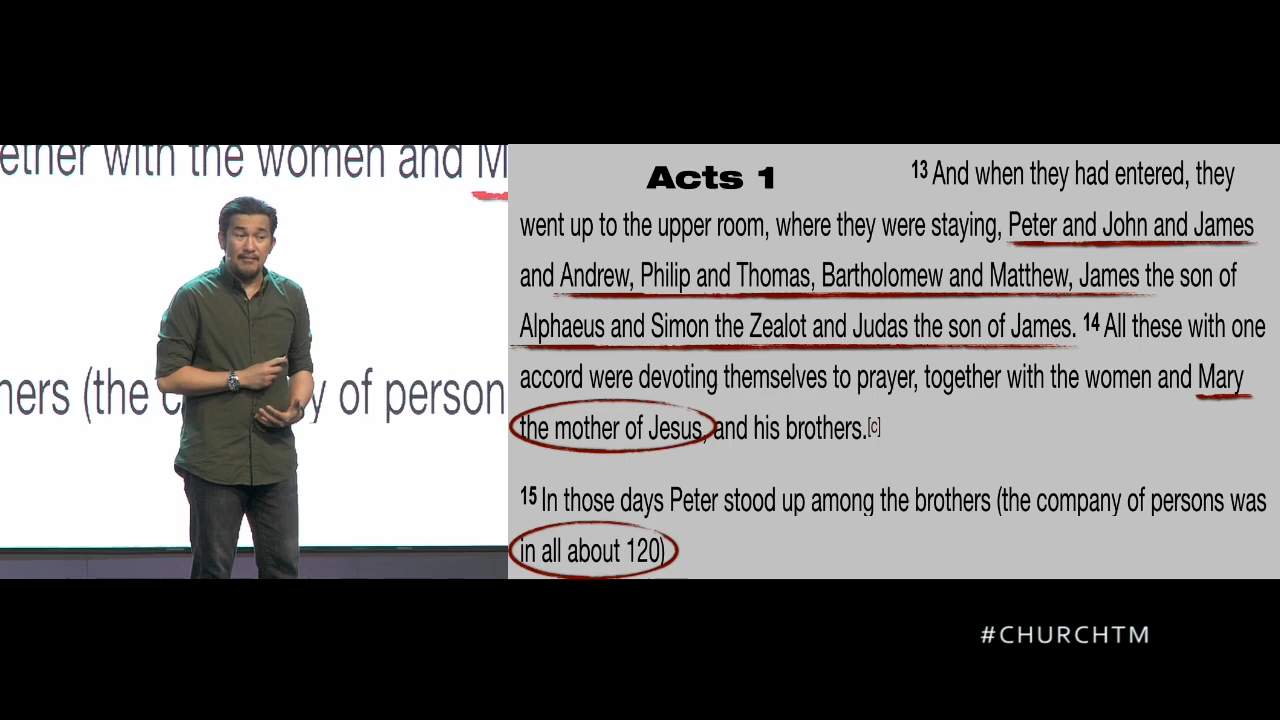 ether with the women and M
hers (the c y of person
Acts 1
13 And when they had entered, they
went up to the upper room, where they were staying, Peter and John and James
and Andrew, Philip and Thomas, Bartholomew and Matthew, James the son of
Alphaeus and Simon the Zealot and Judas the son of James. 14 All these with one
accord were devoting themselves to prayer, together with the women and Mary
the mother of Jesus, and his brothers.[c]
15 In those days Peter stood up among the brothers (the company of persons was
in all about 120)
#CHURCHTM